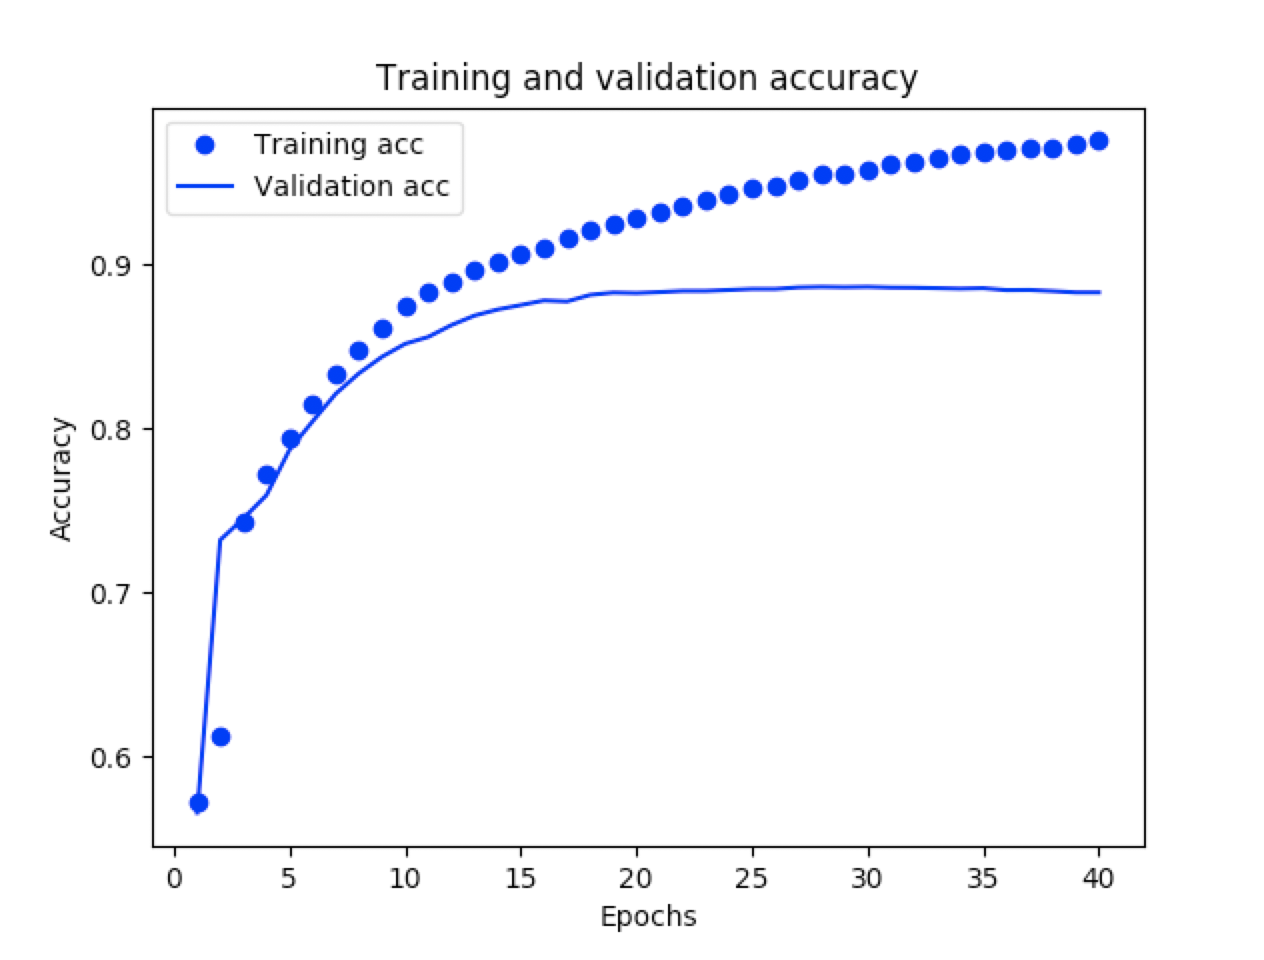 Training and validation accuracy
Training acc
Validation acc
0.9
0.8
0.7
0.6
Accuracy
0 5 10 15 20 25 30 35 40
Epochs